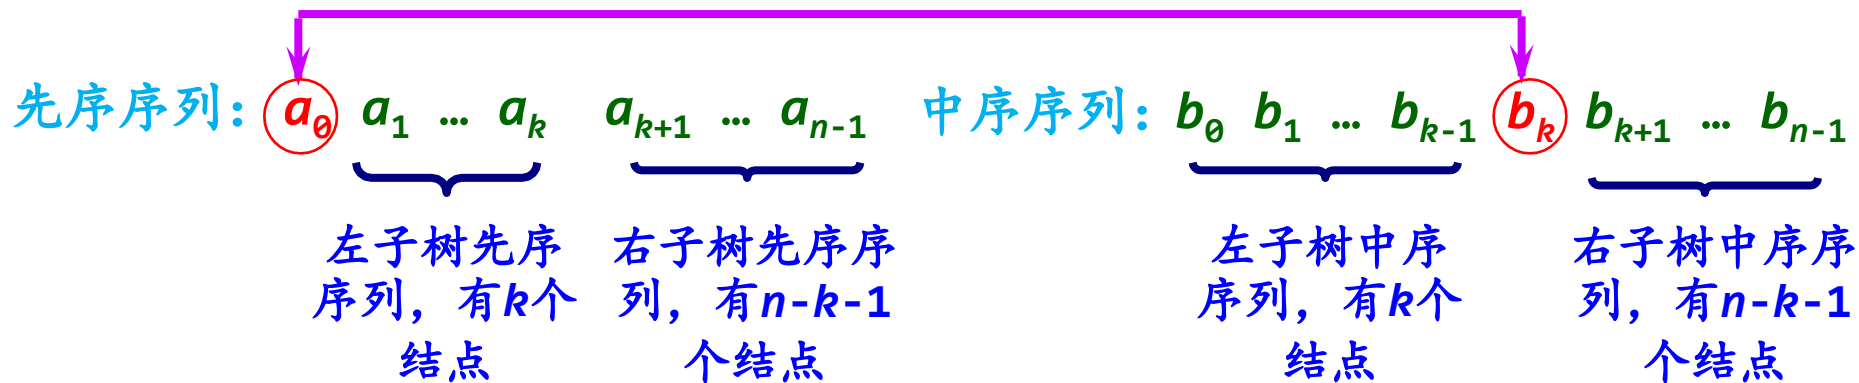 先序序列: a₀ a₁ … aₖ aₖ₊₁ … aₙ₋₁ 中序序列: b₀ b₁ … bₖ₋₁ bₖ bₖ₊₁ … bₙ₋₁
左子树先序 右子树先序序 左子树中序 右子树中序序
序列，有k个 列，有n-k-1 序列，有k个 列，有n-k-1
结点 个结点 结点 个结点